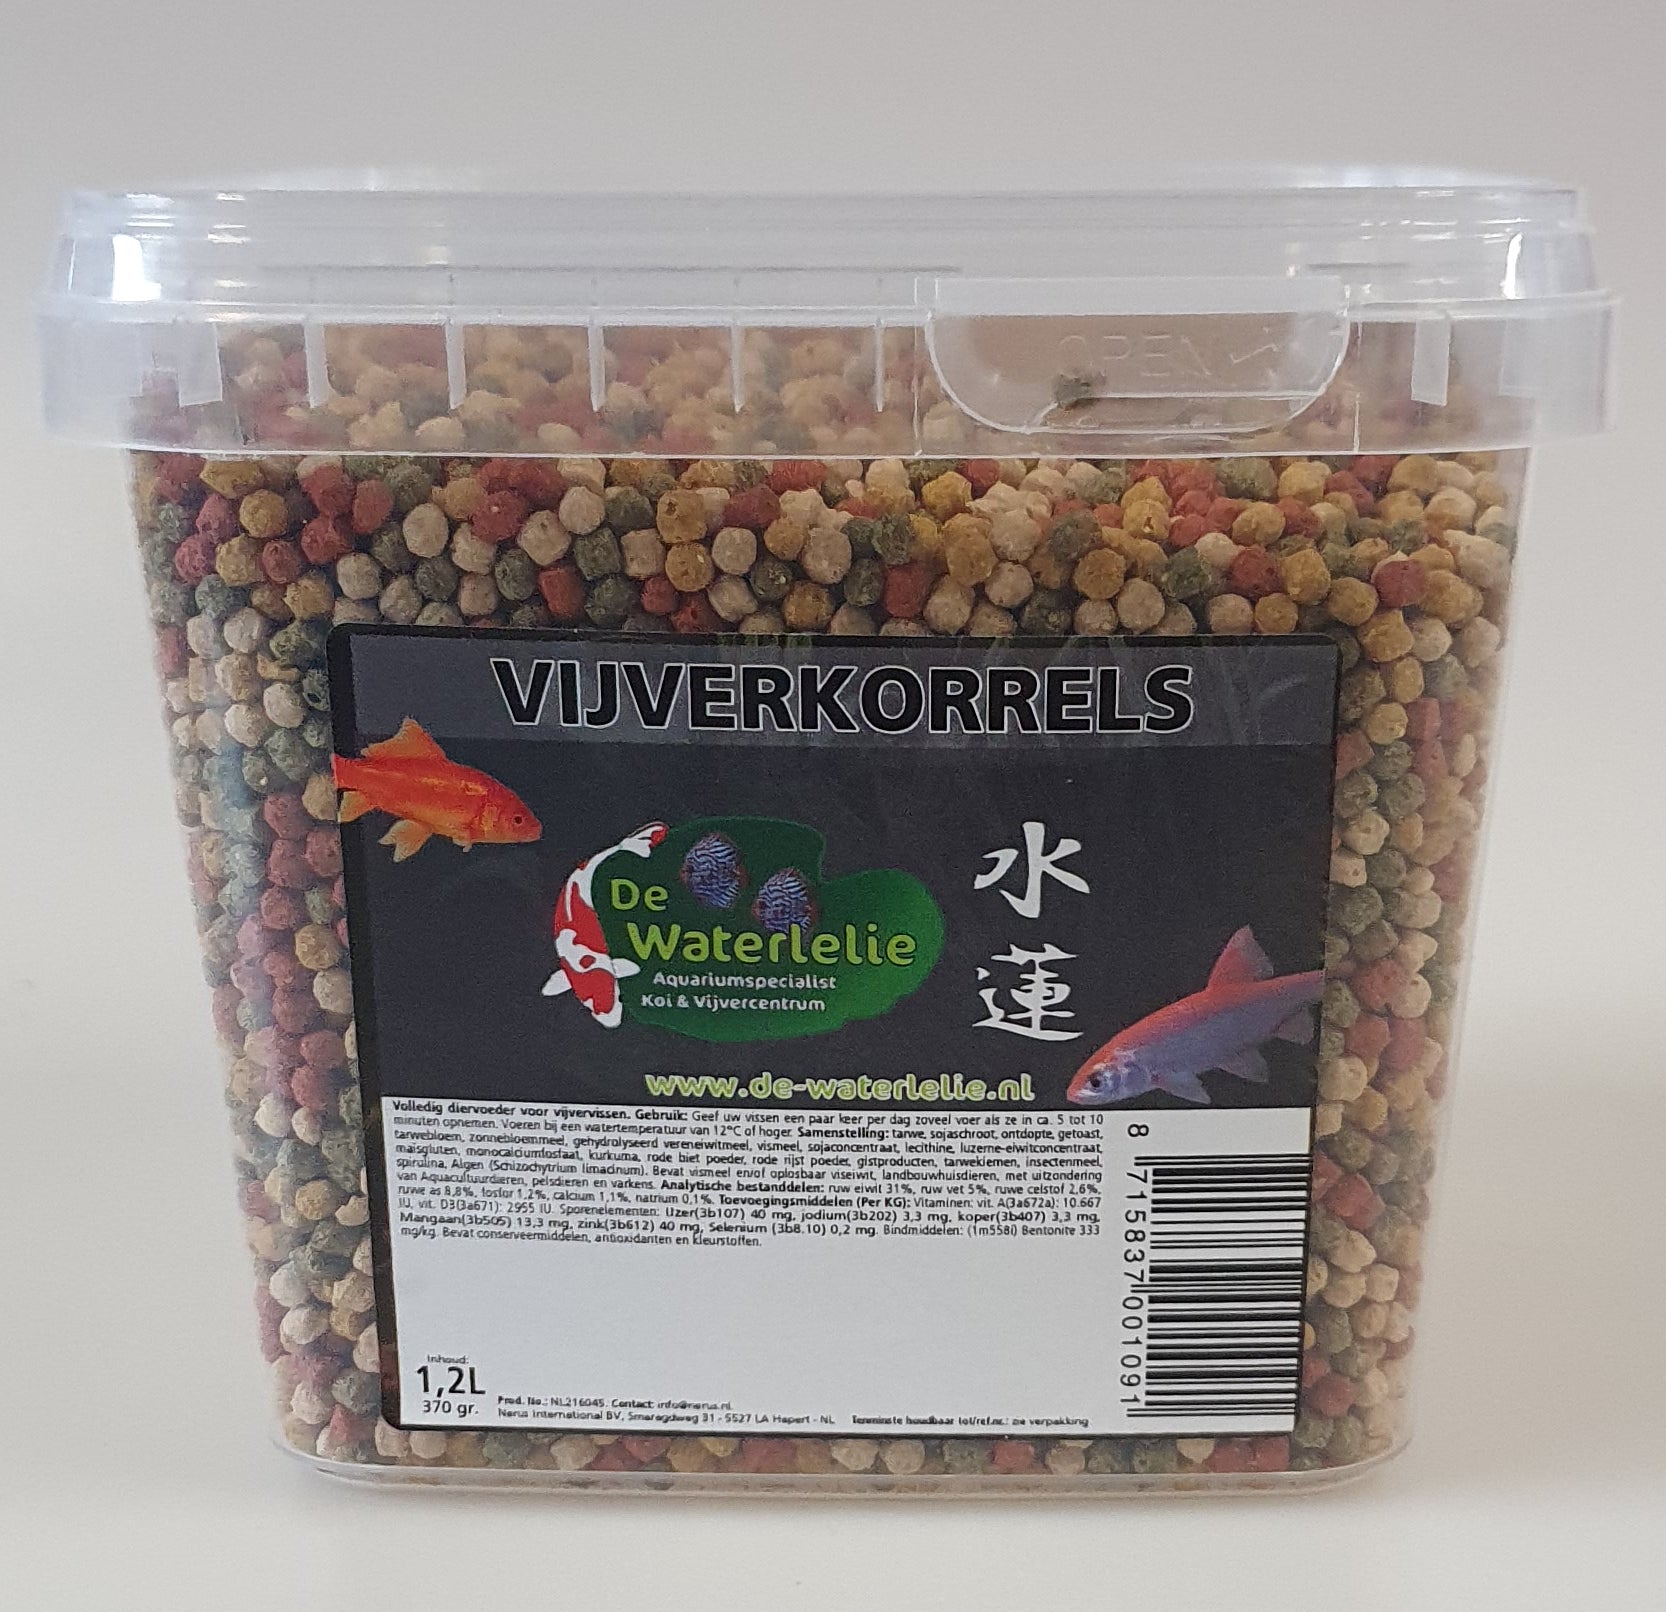 OPEN
VIJVERKORRELS
De
Waterlelie
Aquariumspecialist
Koi & Vijvercentrum
水
蓮
www.de-waterlelie.nl
Volledig diervoeder voor vijvervissen. Gebruik: Geef uw vissen een paar keer per dag zoveel voer als ze in ca. 5 tot 10
minuten opnemen. Voeren bij een watertemperatuur van 12°C of hoger. Samenstelling: tarwe, sojaschroot, ontdopte, getoast,
tarwebloem, zonnebloemmeel, gehydrolyseerd vereneiwitmeel, vismeel, sojaconcentraat, lecithine, luzerne-eiwitconcentraat,
maïsgluten, monocalciumfosfaat, kurkuma, rode biet poeder, rode rijst poeder, gistproducten, tarwekiemen, insectenmeel,
spirulina, Algen (Schizochytrium limacinum). Bevat vismeel en/of oplosbaar viseiwit, landbouwhuisdieren, met uitzondering
van Aquacultuurdieren, pelsdieren en varkens. Analytische bestanddelen: ruw eiwit 31%, ruw vet 5%, ruwe celstof 2,6%,
ruwe as 8,8%, fosfor 1,2%, calcium 1,1%, natrium 0,1%. Toevoegingsmiddelen (Per KG): Vitaminen: vit. A(3a672a): 10.667
IU, vit. D3(3a671): 2955 IU. Sporenelementen: IJzer(3b107) 40 mg, jodium(3b202) 3,3 mg, koper(3b407) 3,3 mg,
Mangaan(3b505) 13,3 mg, zink(3b612) 40 mg, Selenium (3b8.10) 0,2 mg. Bindmiddelen: (1m558i) Bentonite 333
mg/kg. Bevat conserveermiddelen, antioxidanten en kleurstoffen.
8 715837 001091
Inhoud:
1,2L
370 gr.
Prod. No.: NL216045. Contact: info@nerus.nl
Nerus International BV, Smaragdweg 31 - 5527 LA Hapert - NL Tenminste houdbaar tot/ref.nr.: zie verpakking